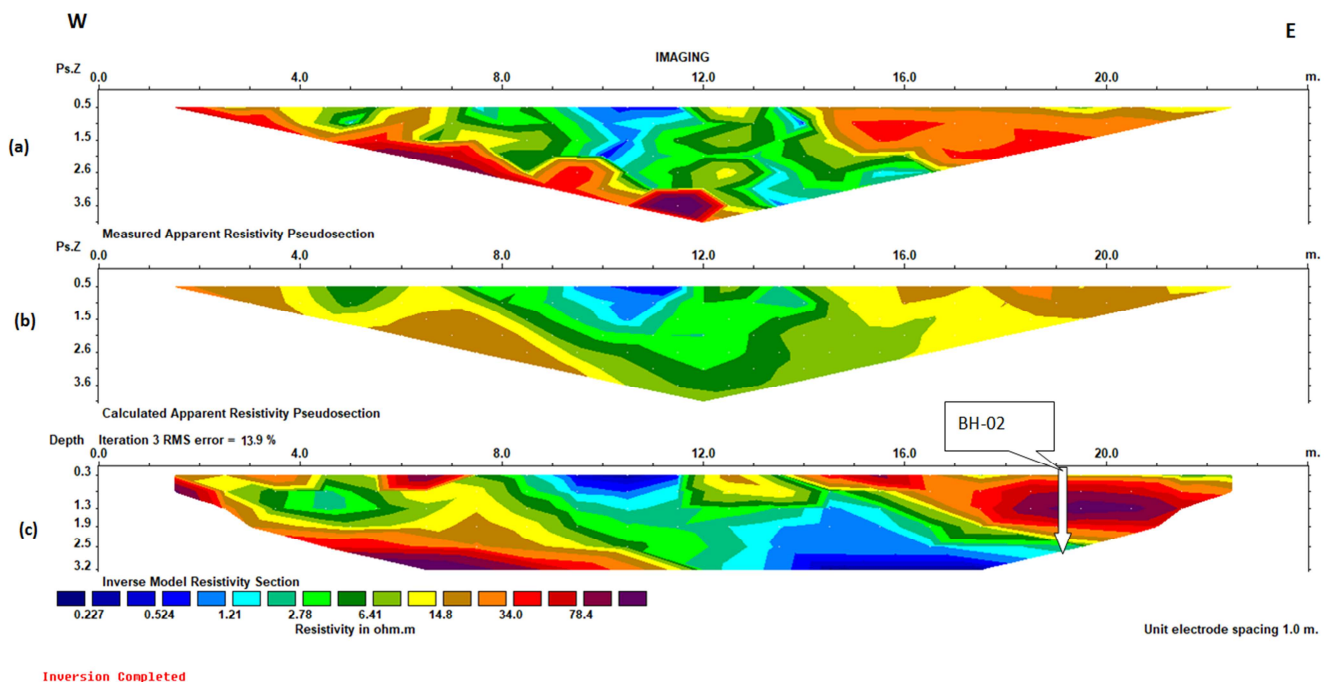 W
E
IMAGING
Ps.Z 0.0 4.0 8.0 12.0 16.0 20.0 m.
0.5
1.5
2.6
3.6
(a)
Measured Apparent Resistivity Pseudosection
Ps.Z 0.0 4.0 8.0 12.0 16.0 20.0 m.
0.5
1.5
2.6
3.6
(b)
Calculated Apparent Resistivity Pseudosection
BH-02
Depth Iteration 3 RMS error = 13.9 %
0.0 4.0 8.0 12.0 16.0 20.0 m.
0.3
1.3
1.9
2.5
3.2
(c)
Inverse Model Resistivity Section
0.227 0.524 1.21 2.78 6.41 14.8 34.0 78.4
Resistivity in ohm.m
Unit electrode spacing 1.0 m.
Inversion Completed